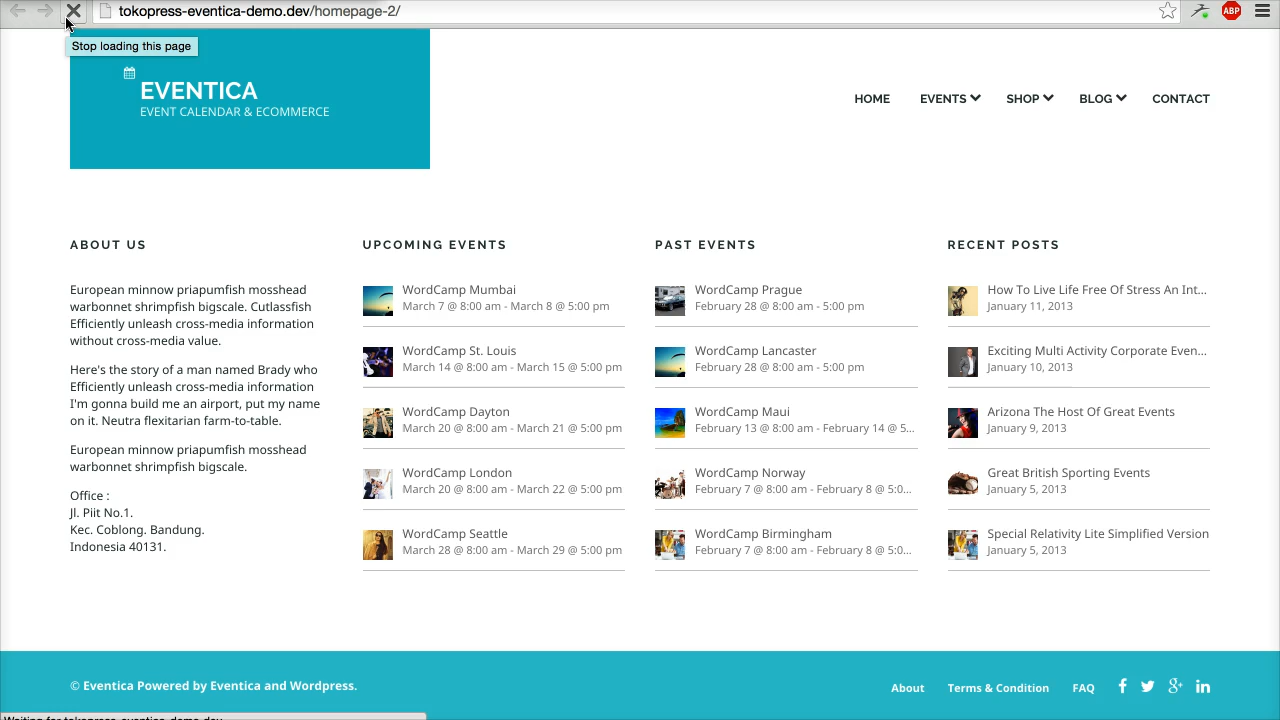 tokopress-eventica-demo.dev/homepage-2/
ABP
Stop loading this page
EVENTICA
EVENT CALENDAR & ECOMMERCE
HOME EVENTS SHOP BLOG CONTACT
ABOUT US
European minnow priapumfish mosshead
warbonnet shrimpfish bigscale. Cutlassfish
Efficiently unleash cross-media information
without cross-media value.
Here's the story of a man named Brady who
Efficiently unleash cross-media information
I'm gonna build me an airport, put my name
on it. Neutra flexitarian farm-to-table.
European minnow priapumfish mosshead
warbonnet shrimpfish bigscale.
Office :
Jl. Piit No.1.
Kec. Coblong. Bandung.
Indonesia 40131.
UPCOMING EVENTS
WordCamp Mumbai
March 7 @ 8:00 am - March 8 @ 5:00 pm
WordCamp St. Louis
March 14 @ 8:00 am - March 15 @ 5:00 pm
WordCamp Dayton
March 20 @ 8:00 am - March 21 @ 5:00 pm
WordCamp London
March 20 @ 8:00 am - March 22 @ 5:00 pm
WordCamp Seattle
March 28 @ 8:00 am - March 29 @ 5:00 pm
PAST EVENTS
WordCamp Prague
February 28 @ 8:00 am - 5:00 pm
WordCamp Lancaster
February 28 @ 8:00 am - 5:00 pm
WordCamp Maui
February 13 @ 8:00 am - February 14 @ 5...
WordCamp Norway
February 7 @ 8:00 am - February 8 @ 5:0...
WordCamp Birmingham
February 7 @ 8:00 am - February 8 @ 5:0...
RECENT POSTS
How To Live Life Free Of Stress An Int...
January 11, 2013
Exciting Multi Activity Corporate Even...
January 10, 2013
Arizona The Host Of Great Events
January 9, 2013
Great British Sporting Events
January 5, 2013
Special Relativity Lite Simplified Version
January 5, 2013
© Eventica Powered by Eventica and Wordpress.
About Terms & Condition FAQ
Waiting for tokopress-eventica-demo.dev